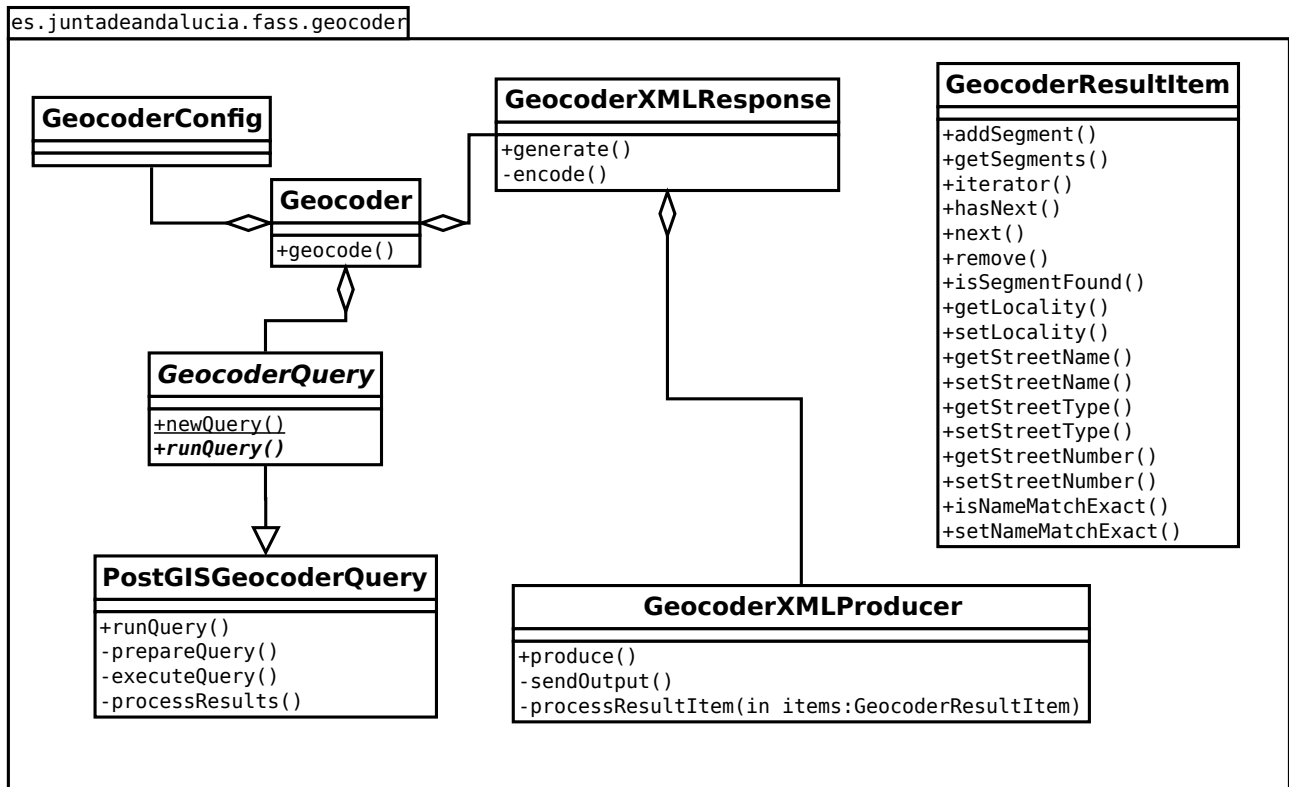 es.juntadeandalucia.fass.geocoder
GeocoderConfig
GeocoderXMLResponse
+generate()
-encode()
GeocoderResultItem
+addSegment()
+getSegments()
+iterator()
+hasNext()
+next()
+remove()
+isSegmentFound()
+getLocality()
+setLocality()
+getStreetName()
+setStreetName()
+getStreetType()
+setStreetType()
+getStreetNumber()
+setStreetNumber()
+isNameMatchExact()
+setNameMatchExact()
Geocoder
+geocode()
GeocoderQuery
+newQuery()
+runQuery()
PostGISGeocoderQuery
+runQuery()
-prepareQuery()
-executeQuery()
-processResults()
GeocoderXMLProducer
+produce()
-sendOutput()
-processResultItem(in items:GeocoderResultItem)